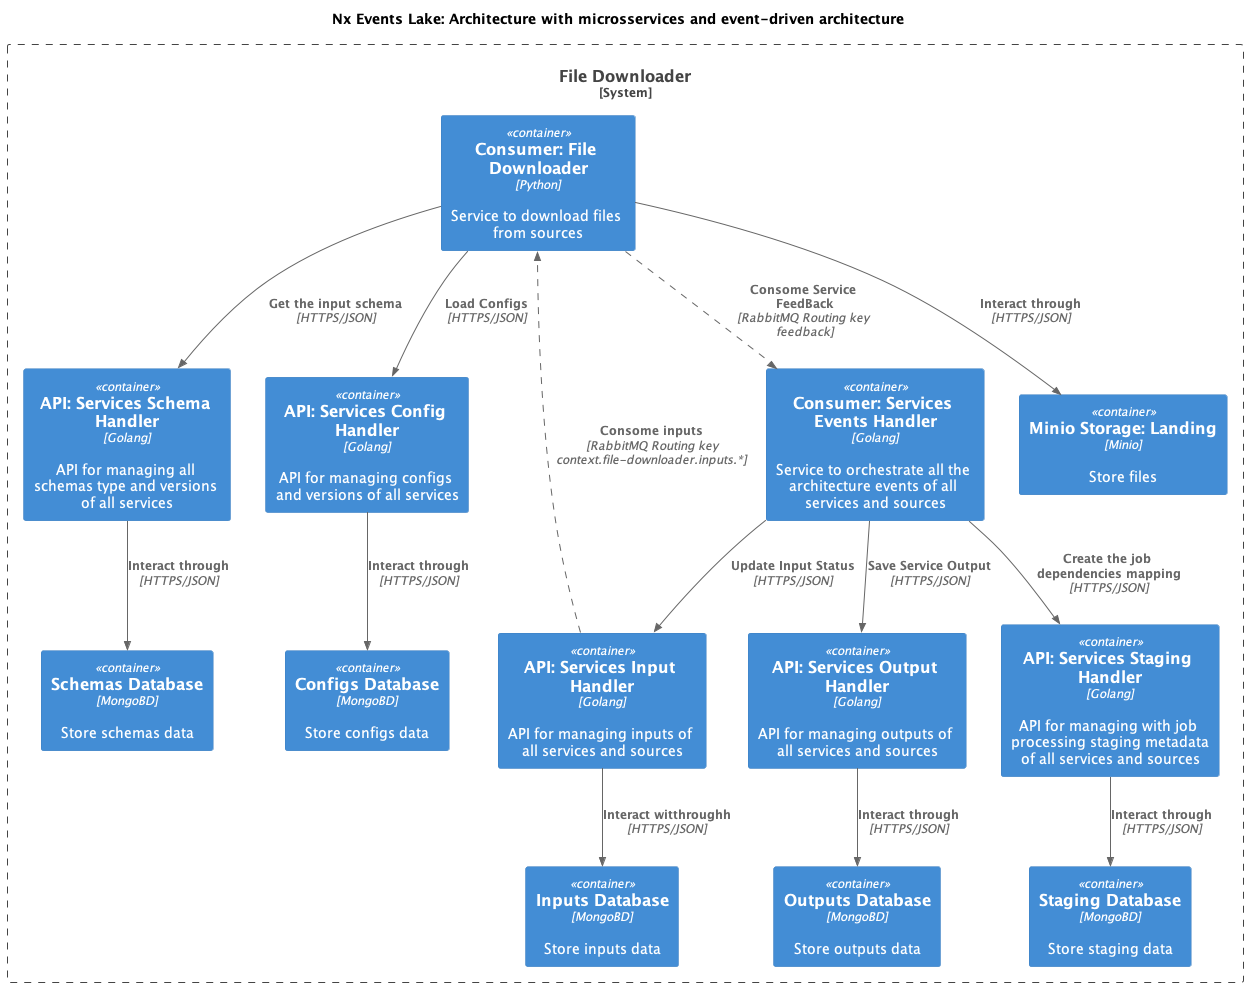 Nx Events Lake: Architecture with microsservices and event-driven architecture
File Downloader
[System]
«container»
Consumer: File
Downloader
[Python]
Service to download files
from sources
Get the input schema
[HTTPS/JSON]
Load Configs
[HTTPS/JSON]
Consome Service
FeedBack
[RabbitMQ Routing key
feedback]
Interact through
[HTTPS/JSON]
«container»
API: Services Schema
Handler
[Golang]
API for managing all
schemas type and versions
of all services
«container»
API: Services Config
Handler
[Golang]
API for managing configs
and versions of all services
Consome inputs
[RabbitMQ Routing key
context.file-downloader.inputs.*]
«container»
Consumer: Services
Events Handler
[Golang]
Service to orchestrate all the
architecture events of all
services and sources
«container»
Minio Storage: Landing
[Minio]
Store files
Interact through
[HTTPS/JSON]
Interact through
[HTTPS/JSON]
Update Input Status
[HTTPS/JSON]
Save Service Output
[HTTPS/JSON]
Create the job
dependencies mapping
[HTTPS/JSON]
«container»
Schemas Database
[MongoBD]
Store schemas data
«container»
Configs Database
[MongoBD]
Store configs data
«container»
API: Services Input
Handler
[Golang]
API for managing inputs of
all services and sources
«container»
API: Services Output
Handler
[Golang]
API for managing outputs of
all services and sources
«container»
API: Services Staging
Handler
[Golang]
API for managing with job
processing staging metadata
of all services and sources
Interact witthroughh
[HTTPS/JSON]
Interact through
[HTTPS/JSON]
Interact through
[HTTPS/JSON]
«container»
Inputs Database
[MongoBD]
Store inputs data
«container»
Outputs Database
[MongoBD]
Store outputs data
«container»
Staging Database
[MongoBD]
Store staging data